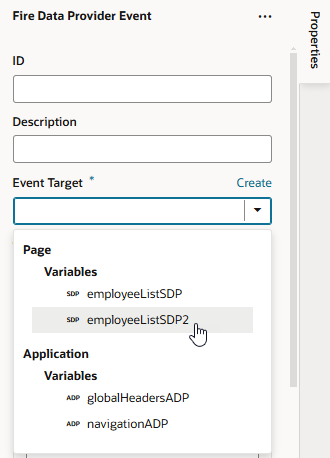 Fire Data Provider Event
Properties
ID
Description
Event Target * Create
Page
Variables
SDP employeeListSDP
SDP employeeListSDP2
Application
Variables
ADP globalHeadersADP
ADP navigationADP